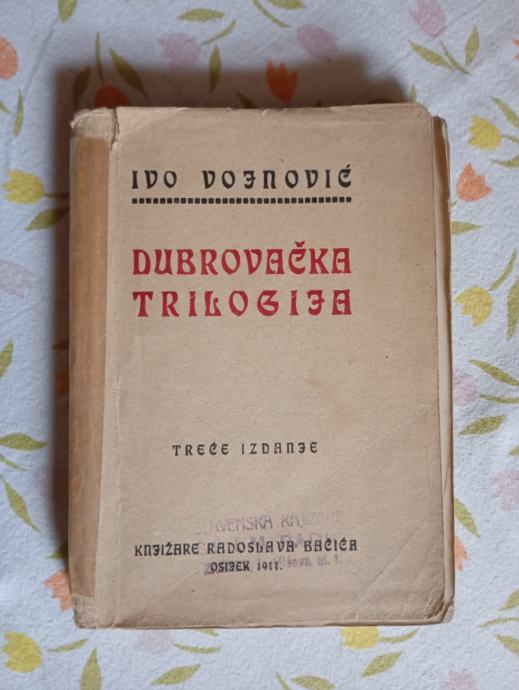 IVO VOJNOVIĆ
DUBROVAČKA
TRILOGIJA
TREĆE IZDANJE
KNJIŽARE RADOSLAVA BAČIĆA
OSIJEK 1911.